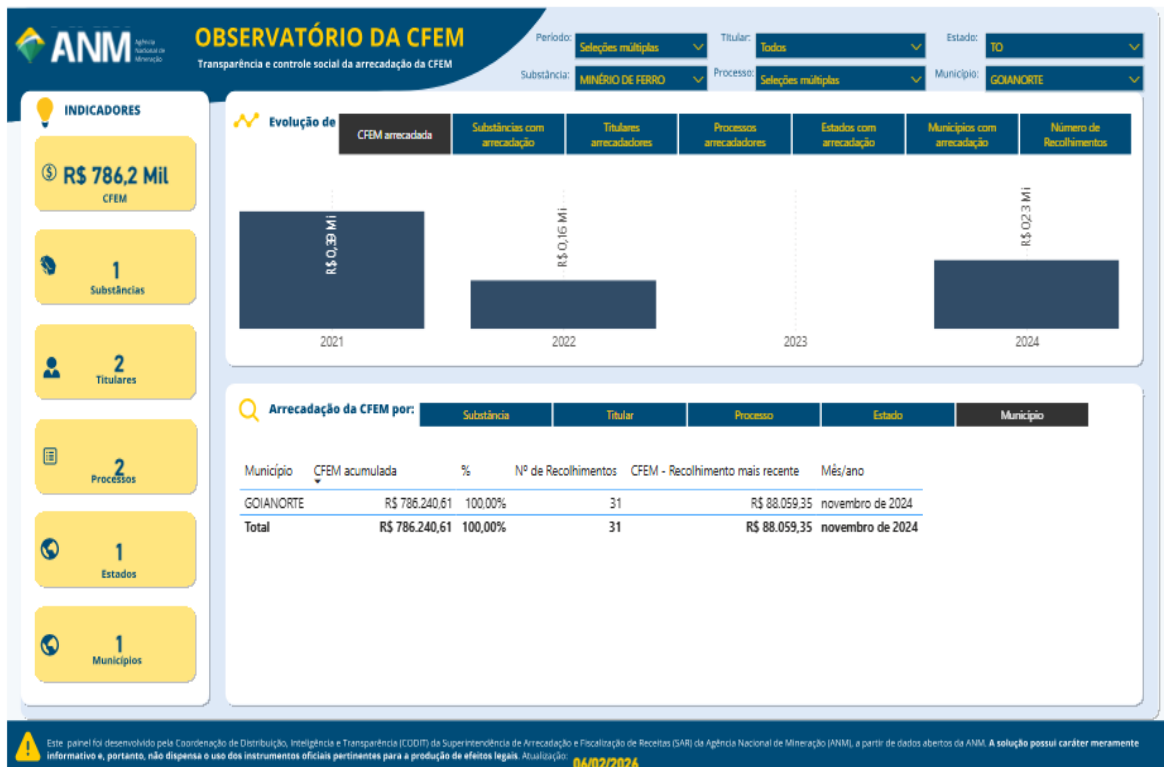 ANM Agência Nacional de Mineração
OBSERVATÓRIO DA CFEM
Transparência e controle social da arrecadação da CFEM
Período: Seleções múltiplas
Titular: Todos
Estado: TO
Substância: MINÉRIO DE FERRO
Processo: Seleções múltiplas
Município: GOIANORTE
INDICADORES
R$ 786,2 Mil
CFEM
1
Substâncias
2
Titulares
2
Processos
1
Estados
1
Municípios
Evolução de
CFEM arrecadada
Substâncias com arrecadação
Titulares arrecadadores
Processos arrecadadores
Estados com arrecadação
Municípios com arrecadação
Número de Recolhimentos
R$ 0,39 Mi
R$ 0,16 Mi
R$ 0,23 Mi
2021 2022 2023 2024
Arrecadação da CFEM por:
Substância Titular Processo Estado Município
Município CFEM acumulada % Nº de Recolhimentos CFEM - Recolhimento mais recente Mês/ano
GOIANORTE R$ 786.240,61 100,00% 31 R$ 88.059,35 novembro de 2024
Total R$ 786.240,61 100,00% 31 R$ 88.059,35 novembro de 2024
Este painel foi desenvolvido pela Coordenação de Distribuição, Inteligência e Transparência (CODIT) da Superintendência de Arrecadação e Fiscalização de Receitas (SAR) da Agência Nacional de Mineração (ANM), a partir de dados abertos da ANM. A solução possui caráter meramente
informativo e, portanto, não dispensa o uso dos instrumentos oficiais pertinentes para a produção de efeitos legais. Atualização: 06/02/2026